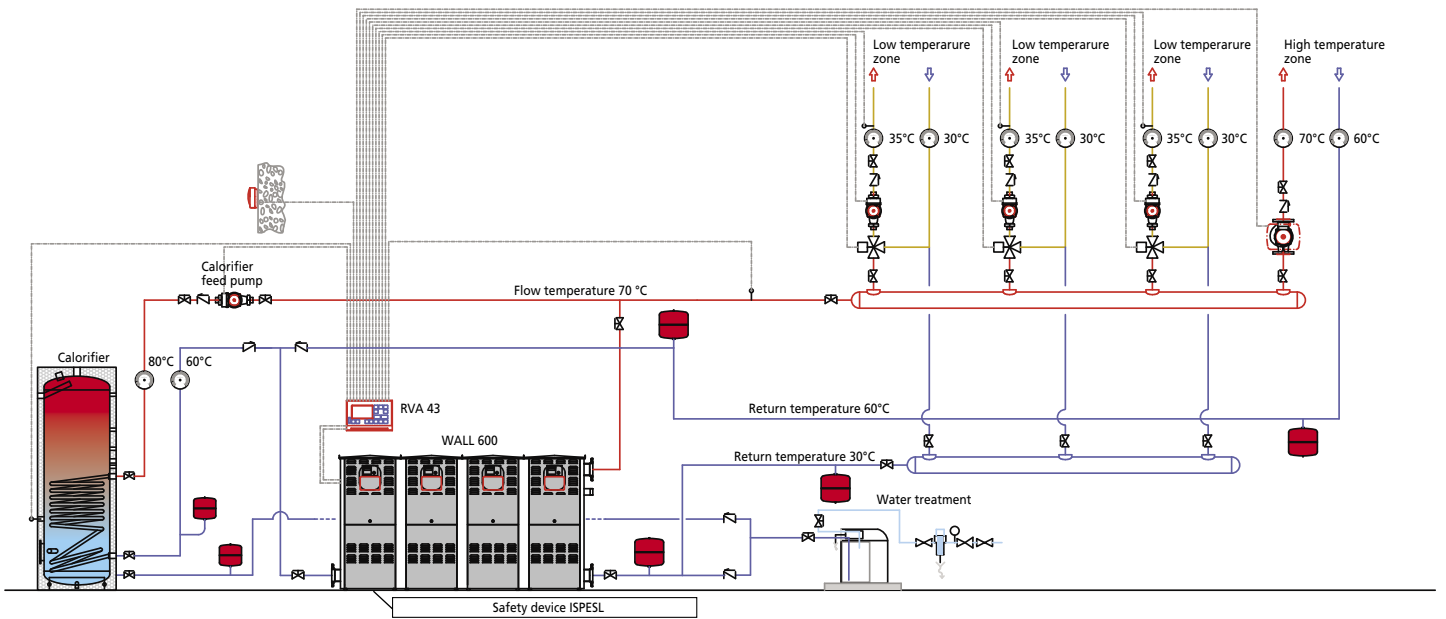 Low temperarure
zone
Low temperarure
zone
Low temperarure
zone
High temperature
zone
35°C
30°C
35°C
30°C
35°C
30°C
70°C
60°C
Calorifier
feed pump
Flow temperature 70 °C
Calorifier
80°C
60°C
RVA 43
Return temperature 60°C
WALL 600
Return temperature 30°C
Water treatment
Safety device ISPESL